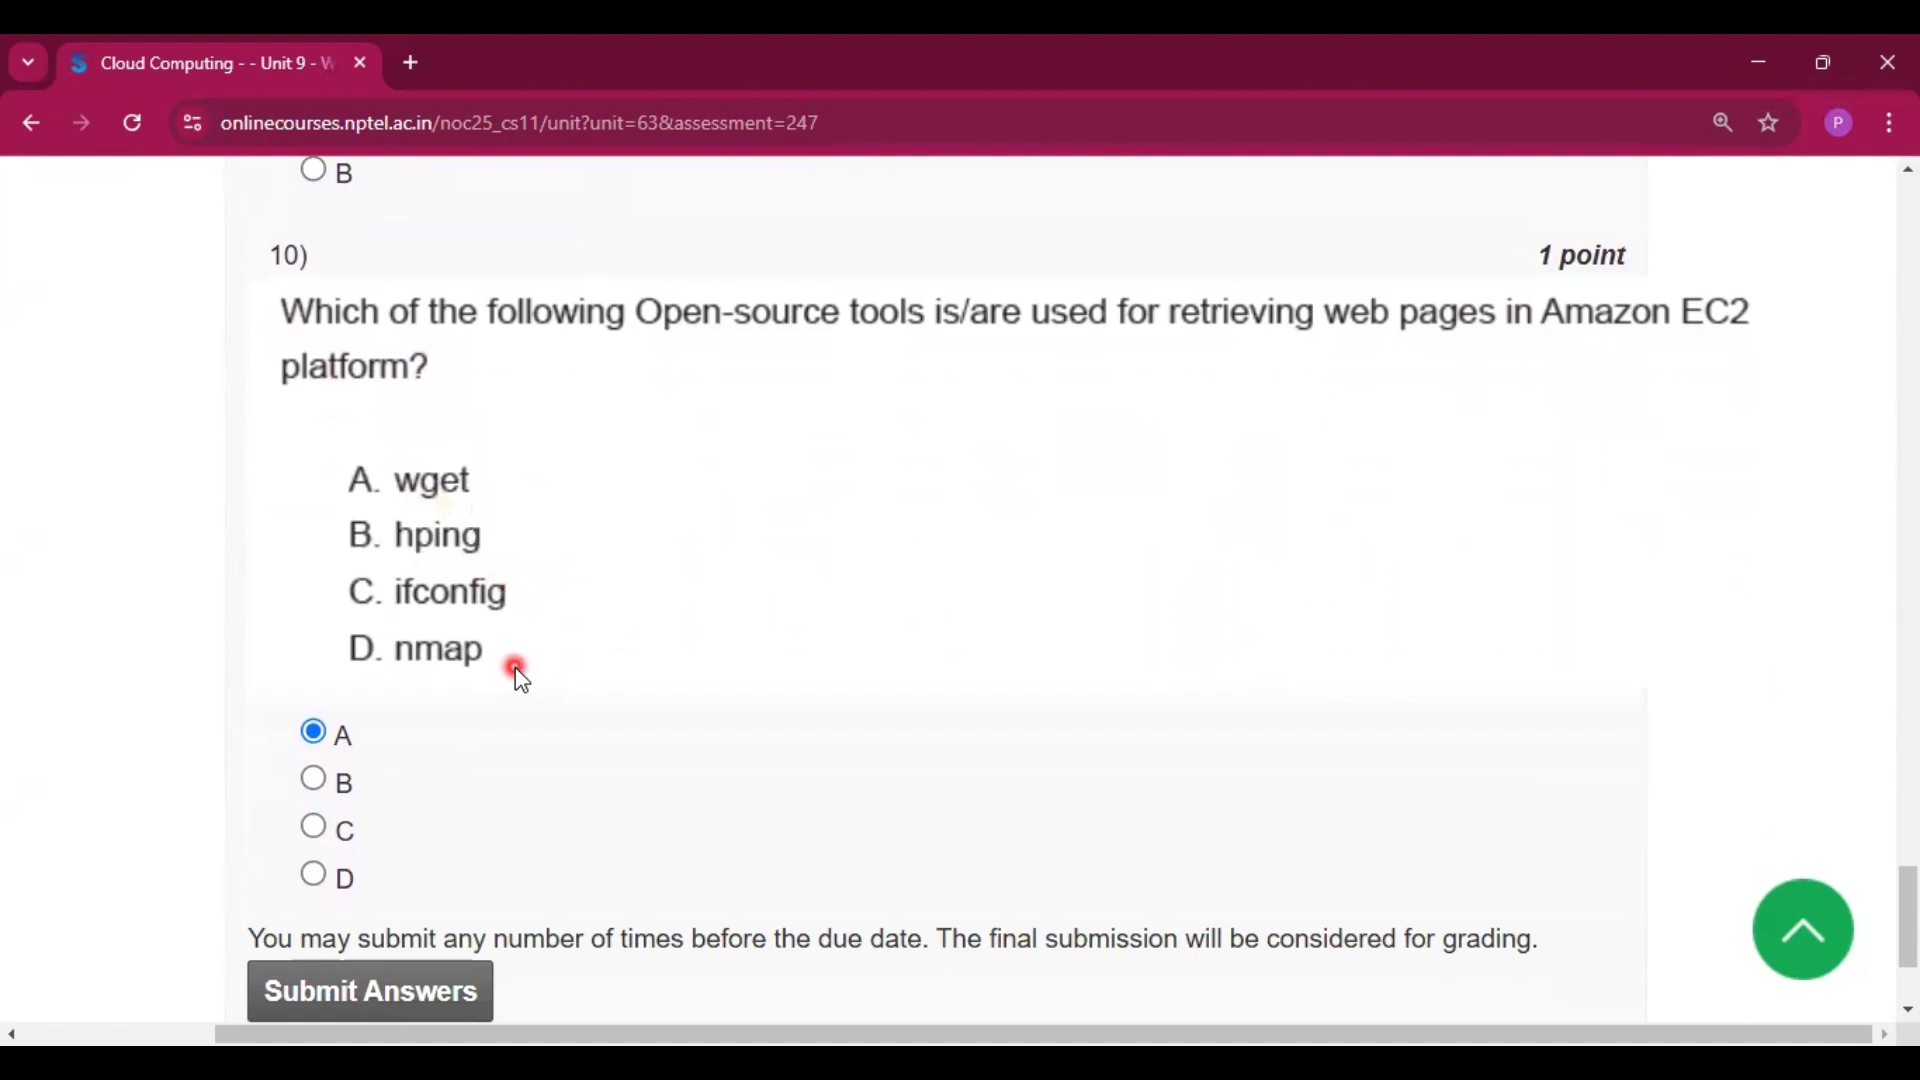 Cloud Computing - - Unit 9 - W
onlinecourses.nptel.ac.in/noc25_cs11/unit?unit=63&assessment=247
P
B
10)
1 point
Which of the following Open-source tools is/are used for retrieving web pages in Amazon EC2
platform?
A. wget
B. hping
C. ifconfig
D. nmap
A
B
C
D
You may submit any number of times before the due date. The final submission will be considered for grading.
Submit Answers